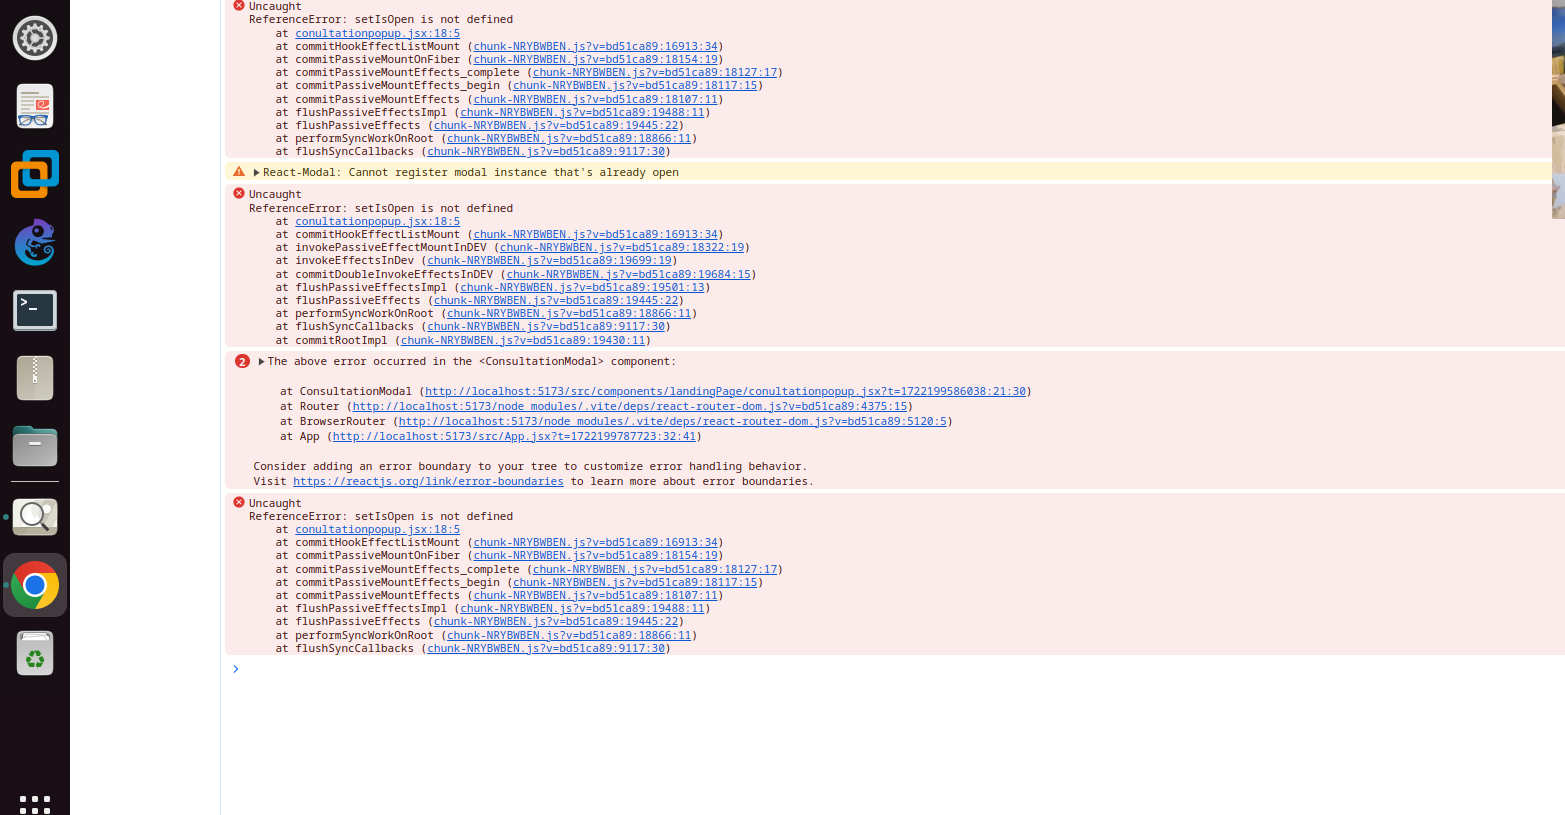 Uncaught
ReferenceError: setIsOpen is not defined
at conultationpopup.jsx:18:5
at commitHookEffectListMount (chunk-NRYBWBEN.js?v=bd51ca89:16913:34)
at commitPassiveMountOnFiber (chunk-NRYBWBEN.js?v=bd51ca89:18154:19)
at commitPassiveMountEffects_complete (chunk-NRYBWBEN.js?v=bd51ca89:18127:17)
at commitPassiveMountEffects_begin (chunk-NRYBWBEN.js?v=bd51ca89:18117:15)
at commitPassiveMountEffects (chunk-NRYBWBEN.js?v=bd51ca89:18107:11)
at flushPassiveEffectsImpl (chunk-NRYBWBEN.js?v=bd51ca89:19488:11)
at flushPassiveEffects (chunk-NRYBWBEN.js?v=bd51ca89:19445:22)
at performSyncWorkOnRoot (chunk-NRYBWBEN.js?v=bd51ca89:18866:11)
at flushSyncCallbacks (chunk-NRYBWBEN.js?v=bd51ca89:9117:30)
React-Modal: Cannot register modal instance that's already open
Uncaught
ReferenceError: setIsOpen is not defined
at conultationpopup.jsx:18:5
at commitHookEffectListMount (chunk-NRYBWBEN.js?v=bd51ca89:16913:34)
at invokePassiveEffectMountInDEV (chunk-NRYBWBEN.js?v=bd51ca89:18322:19)
at invokeEffectsInDev (chunk-NRYBWBEN.js?v=bd51ca89:19699:19)
at commitDoubleInvokeEffectsInDEV (chunk-NRYBWBEN.js?v=bd51ca89:19684:15)
at flushPassiveEffectsImpl (chunk-NRYBWBEN.js?v=bd51ca89:19501:13)
at flushPassiveEffects (chunk-NRYBWBEN.js?v=bd51ca89:19445:22)
at performSyncWorkOnRoot (chunk-NRYBWBEN.js?v=bd51ca89:18866:11)
at flushSyncCallbacks (chunk-NRYBWBEN.js?v=bd51ca89:9117:30)
at commitRootImpl (chunk-NRYBWBEN.js?v=bd51ca89:19430:11)
2 The above error occurred in the <ConsultationModal> component:
at ConsultationModal (http://localhost:5173/src/components/landingPage/conultationpopup.jsx?t=1722199586038:21:30)
at Router (http://localhost:5173/node_modules/.vite/deps/react-router-dom.js?v=bd51ca89:4375:15)
at BrowserRouter (http://localhost:5173/node_modules/.vite/deps/react-router-dom.js?v=bd51ca89:5120:5)
at App (http://localhost:5173/src/App.jsx?t=1722199787723:32:41)
Consider adding an error boundary to your tree to customize error handling behavior.
Visit https://reactjs.org/link/error-boundaries to learn more about error boundaries.
Uncaught
ReferenceError: setIsOpen is not defined
at conultationpopup.jsx:18:5
at commitHookEffectListMount (chunk-NRYBWBEN.js?v=bd51ca89:16913:34)
at commitPassiveMountOnFiber (chunk-NRYBWBEN.js?v=bd51ca89:18154:19)
at commitPassiveMountEffects_complete (chunk-NRYBWBEN.js?v=bd51ca89:18127:17)
at commitPassiveMountEffects_begin (chunk-NRYBWBEN.js?v=bd51ca89:18117:15)
at commitPassiveMountEffects (chunk-NRYBWBEN.js?v=bd51ca89:18107:11)
at flushPassiveEffectsImpl (chunk-NRYBWBEN.js?v=bd51ca89:19488:11)
at flushPassiveEffects (chunk-NRYBWBEN.js?v=bd51ca89:19445:22)
at performSyncWorkOnRoot (chunk-NRYBWBEN.js?v=bd51ca89:18866:11)
at flushSyncCallbacks (chunk-NRYBWBEN.js?v=bd51ca89:9117:30)